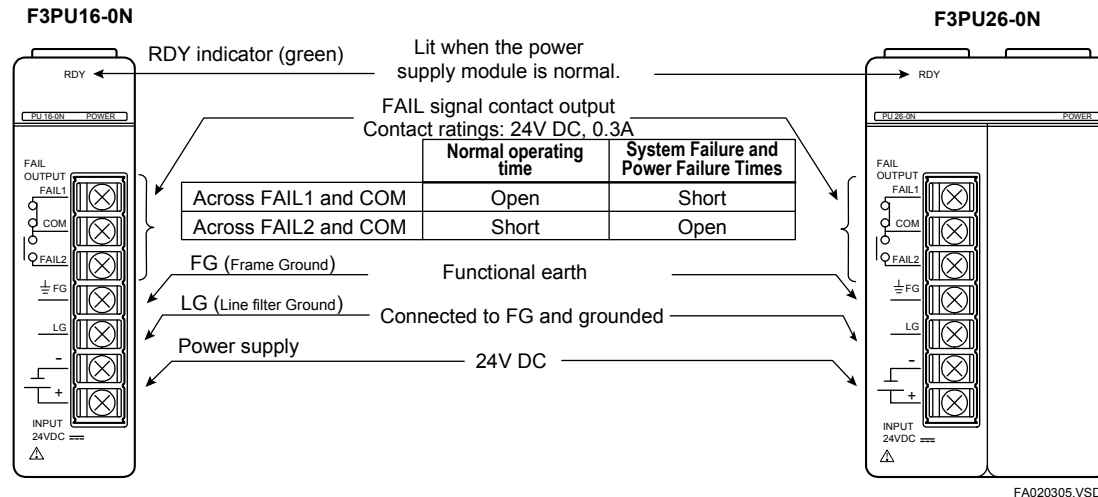 F3PU16-0N
F3PU26-0N
RDY indicator (green)
Lit when the power
supply module is normal.
RDY
RDY
PU 16-0N POWER
PU 26-0N POWER
FAIL signal contact output
Contact ratings: 24V DC, 0.3A
Normal operating time
System Failure and Power Failure Times
Across FAIL1 and COM Open Short
Across FAIL2 and COM Short Open
FG (Frame Ground)
Functional earth
LG (Line filter Ground)
Connected to FG and grounded
Power supply
24V DC
FAIL
OUTPUT
FAIL1
COM
FAIL2
FG
LG
-
+
INPUT
24VDC
FAIL
OUTPUT
FAIL1
COM
FAIL2
FG
LG
-
+
INPUT
24VDC
FA020305.VSD